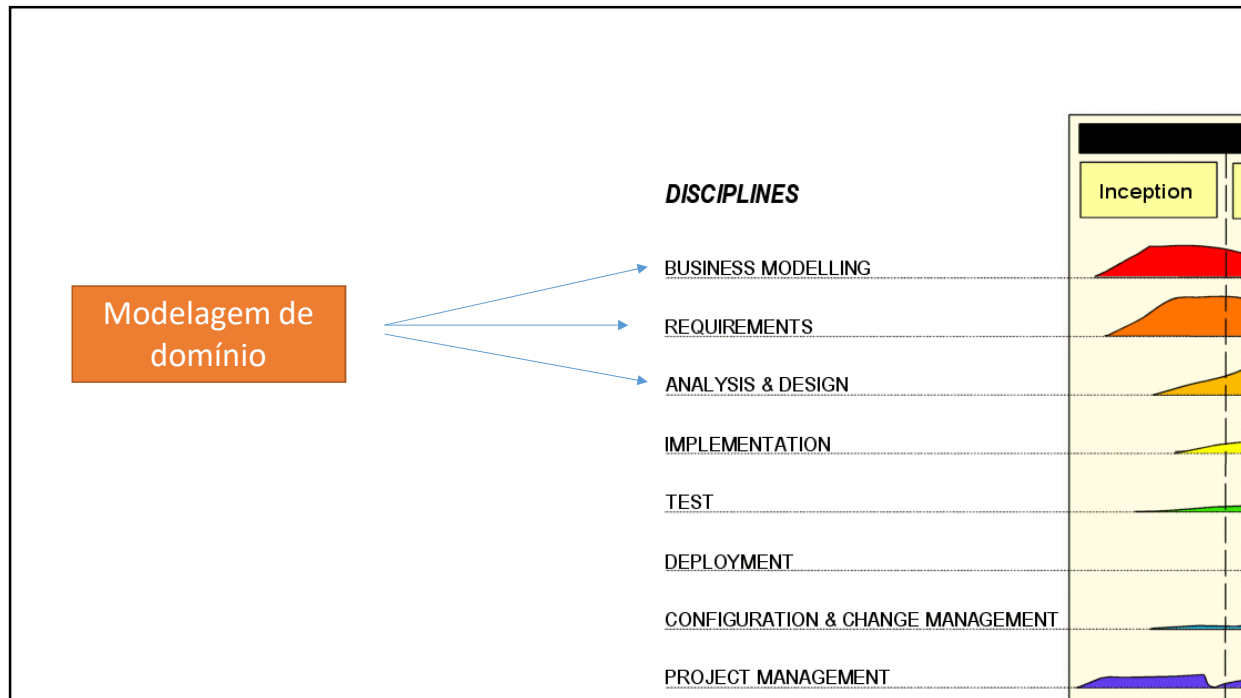 DISCIPLINES
Inception
BUSINESS MODELLING
Modelagem de
domínio
REQUIREMENTS
ANALYSIS & DESIGN
IMPLEMENTATION
TEST
DEPLOYMENT
CONFIGURATION & CHANGE MANAGEMENT
PROJECT MANAGEMENT